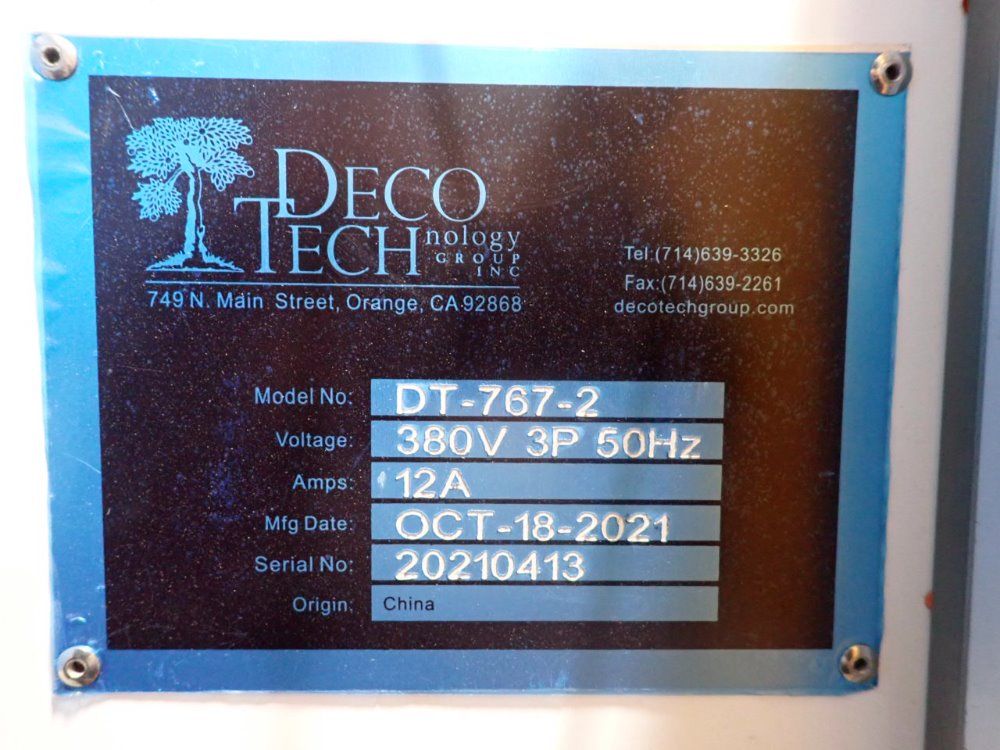 DECO
TECHnology
GROUP
INC
749 N. Main Street, Orange, CA 92868
Tel:(714)639-3326
Fax:(714)639-2261
decotechgroup.com
Model No: DT-767-2
Voltage: 380V 3P 50Hz
Amps: 12A
Mfg Date: OCT-18-2021
Serial No: 20210413
Origin: China